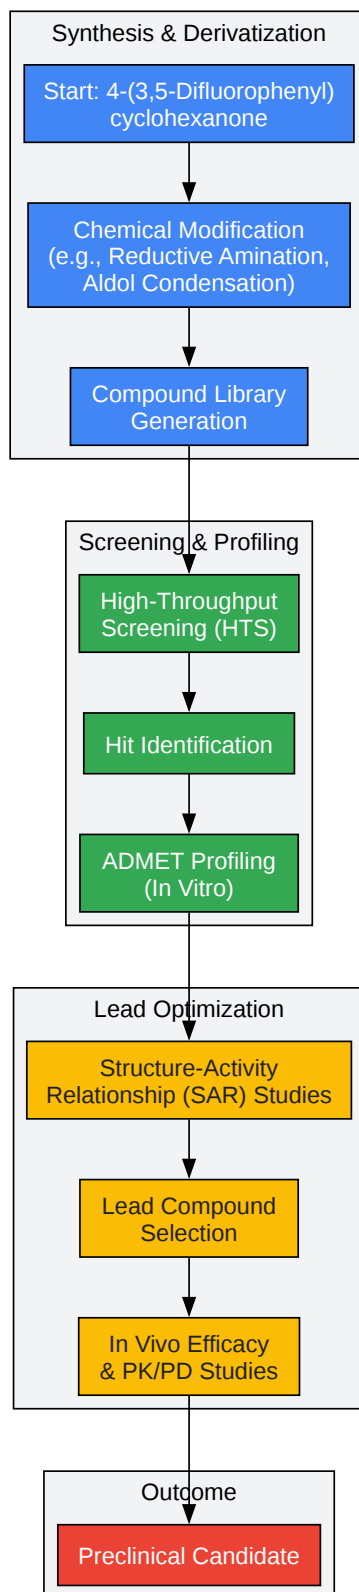 Synthesis & Derivatization
Start: 4-(3,5-Difluorophenyl)
cyclohexanone
Chemical Modification
(e.g., Reductive Amination,
Aldol Condensation)
Compound Library
Generation
Screening & Profiling
High-Throughput
Screening (HTS)
Hit Identification
ADMET Profiling
(In Vitro)
Lead Optimization
Structure-Activity
Relationship (SAR) Studies
Lead Compound
Selection
In Vivo Efficacy
& PK/PD Studies
Outcome
Preclinical Candidate